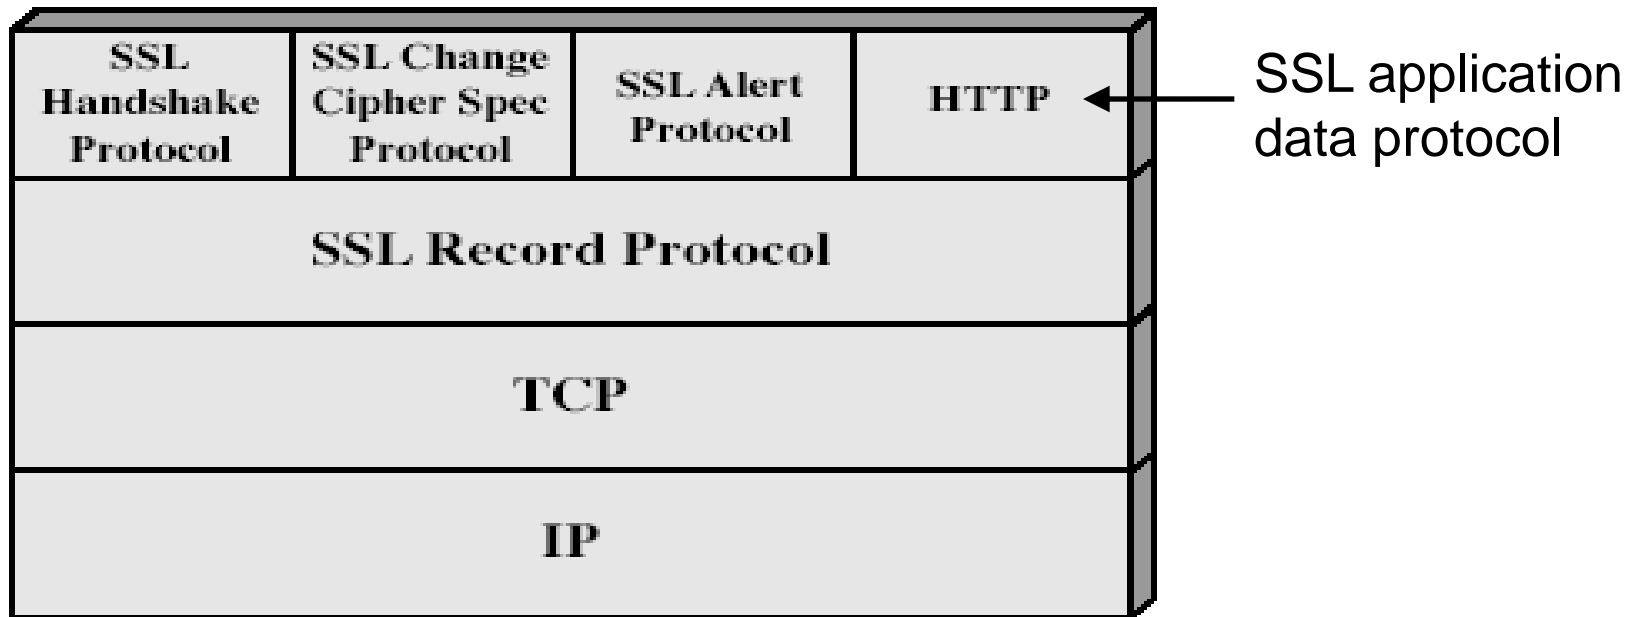 SSL
Handshake
Protocol
SSL Change
Cipher Spec
Protocol
SSL Alert
Protocol
HTTP
SSL application
data protocol
SSL Record Protocol
TCP
IP